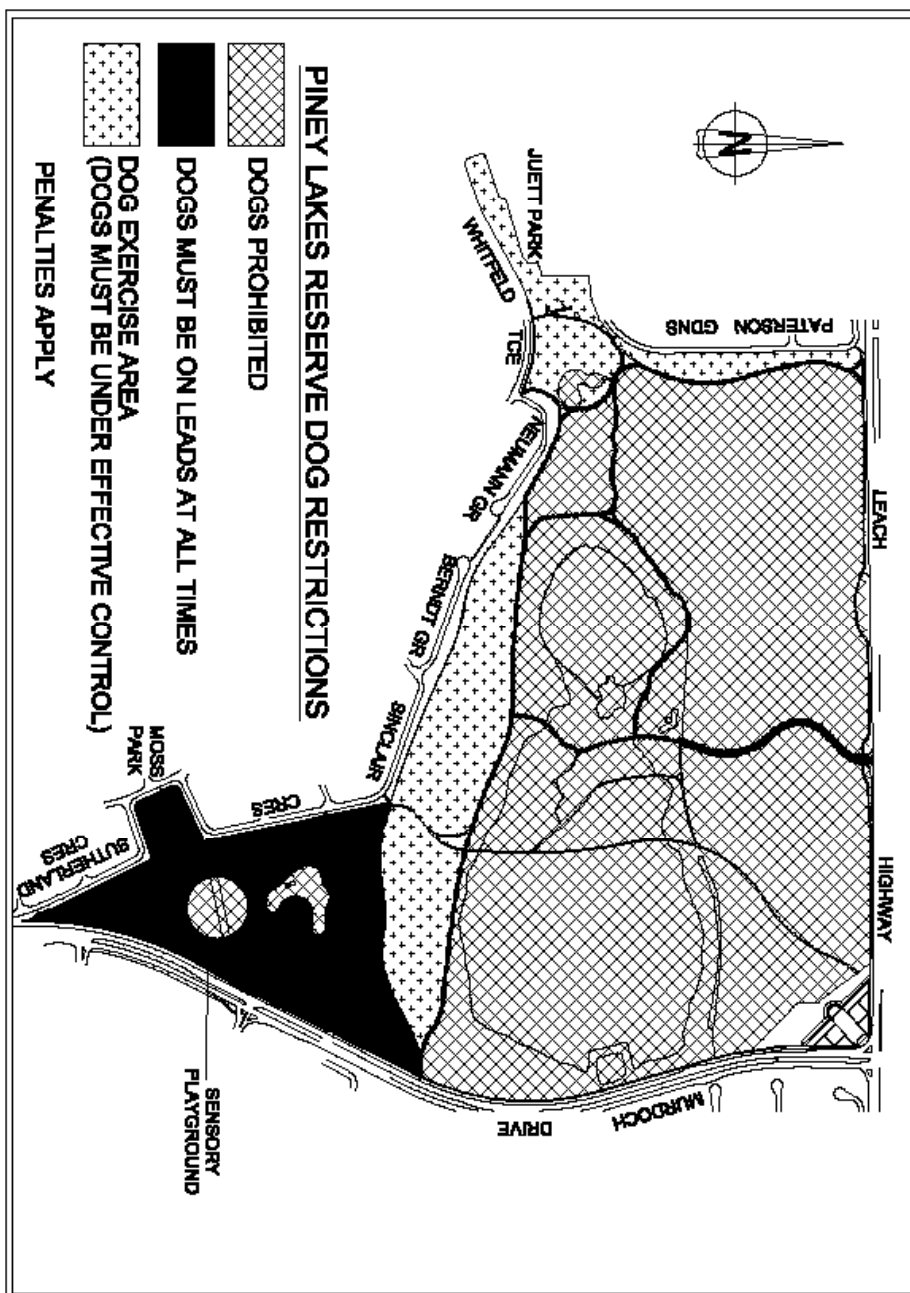 N
JUETT PARK
WHITFELD
TCE
PATERSON GDNS
LEACH
HIGHWAY
NEUMANN GR
BERNDT GR
SINCLAIR
CRES
MOSS
PARK
SUTHERLAND
CRES
MURDOCH
DRIVE
SENSORY
PLAYGROUND
PINEY LAKES RESERVE DOG RESTRICTIONS
DOGS PROHIBITED
DOGS MUST BE ON LEADS AT ALL TIMES
DOG EXERCISE AREA
(DOGS MUST BE UNDER EFFECTIVE CONTROL)
PENALTIES APPLY